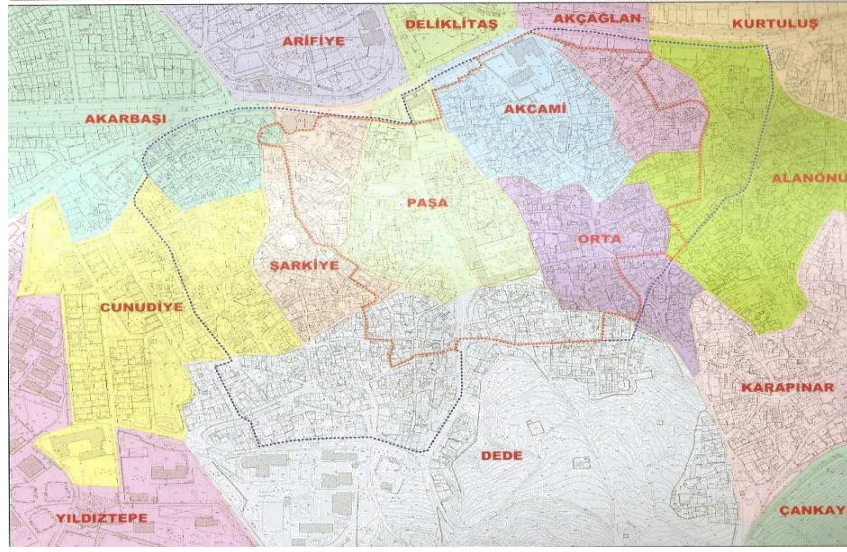 DELİKLİTAŞ
AKÇAĞLAN
KURTULUŞ
ARİFİYE
AKARBAŞI
AKCAMİ
ALANÖNÜ
PAŞA
ORTA
ŞARKİYE
CUNUDİYE
KARAPINAR
DEDE
YILDIZTEPE
ÇANKAY